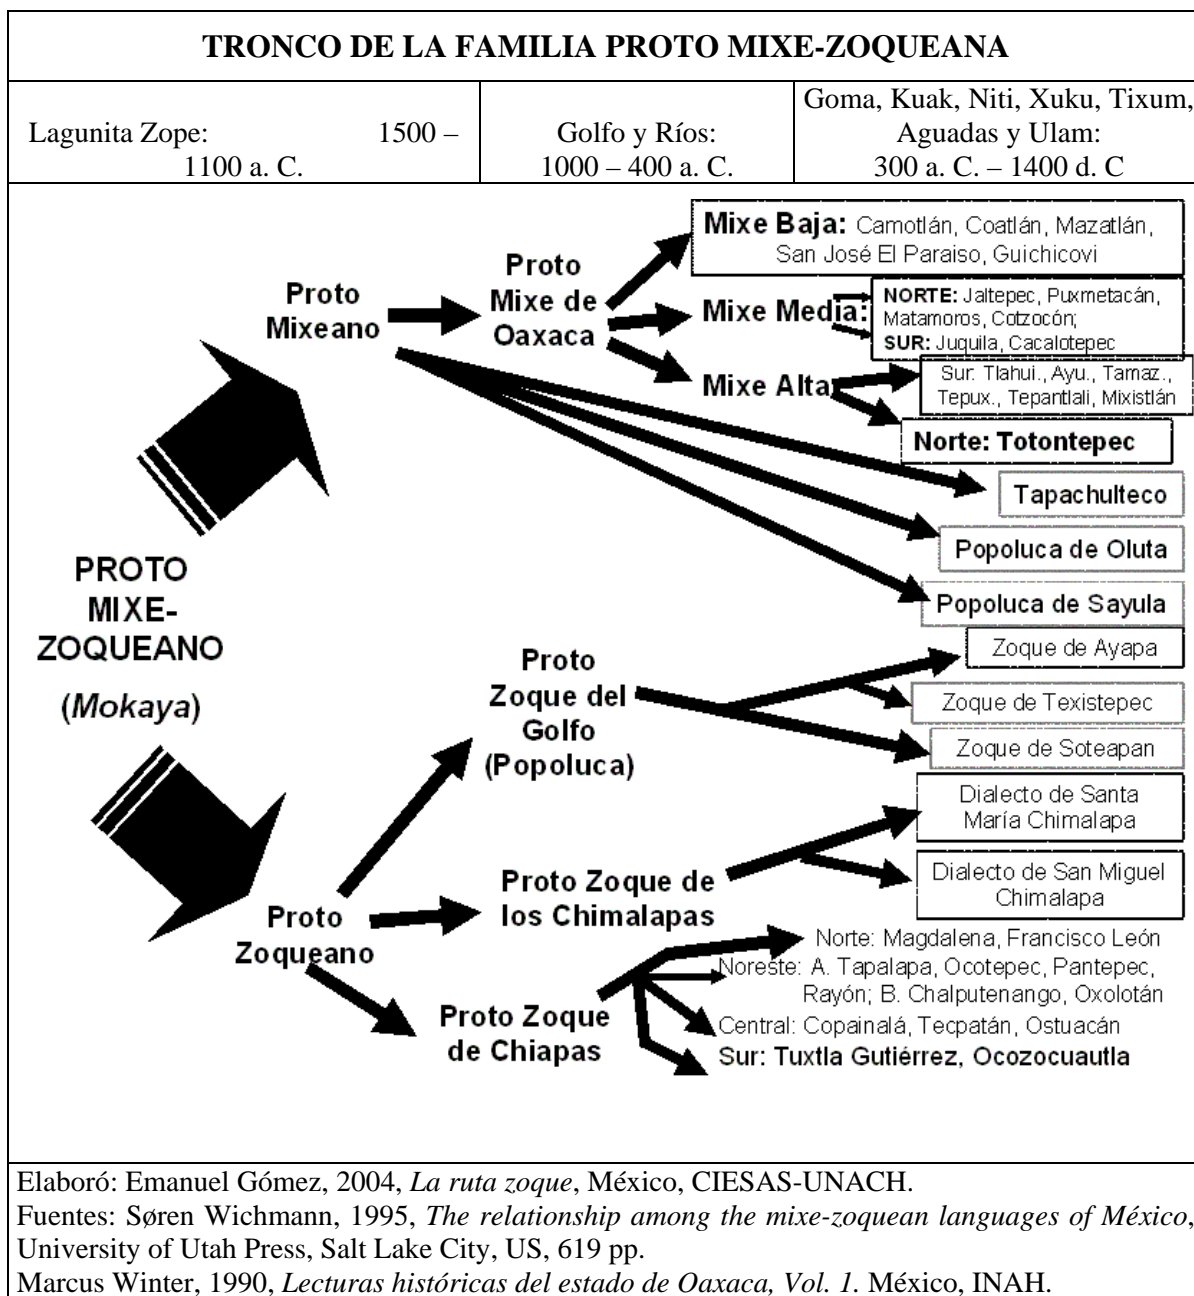 TRONCO DE LA FAMILIA PROTO MIXE-ZOQUEANA
Lagunita Zope: 1500 –
1100 a. C.
Golfo y Ríos:
1000 – 400 a. C.
Goma, Kuak, Niti, Xuku, Tixum,
Aguadas y Ulam:
300 a. C. – 1400 d. C
PROTO
MIXE-
ZOQUEANO
(Mokaya)
Proto
Mixeano
Proto
Mixe de
Oaxaca
Mixe Baja: Camotlán, Coatlán, Mazatlán,
San José El Paraiso, Guichicovi
Mixe Media:
NORTE: Jaltepec, Puxmetacán,
Matamoros, Cotzocón;
SUR: Juquila, Cacalotepec
Mixe Alta
Sur: Tlahui., Ayu., Tamaz.,
Tepux., Tepantlali, Mixistlán
Norte: Totontepec
Tapachulteco
Popoluca de Oluta
Popoluca de Sayula
Proto
Zoqueano
Proto
Zoque del
Golfo
(Popoluca)
Zoque de Ayapa
Zoque de Texistepec
Zoque de Soteapan
Proto Zoque de
los Chimalapas
Dialecto de Santa
María Chimalapa
Dialecto de San Miguel
Chimalapa
Proto Zoque
de Chiapas
Norte: Magdalena, Francisco León
Noreste: A. Tapalapa, Ocotepec, Pantepec,
Rayón; B. Chalputenango, Oxolotán
Central: Copainalá, Tecpatán, Ostuacán
Sur: Tuxtla Gutiérrez, Ocozocuautla
Elaboró: Emanuel Gómez, 2004, La ruta zoque, México, CIESAS-UNACH.
Fuentes: Søren Wichmann, 1995, The relationship among the mixe-zoquean languages of México,
University of Utah Press, Salt Lake City, US, 619 pp.
Marcus Winter, 1990, Lecturas históricas del estado de Oaxaca, Vol. 1. México, INAH.